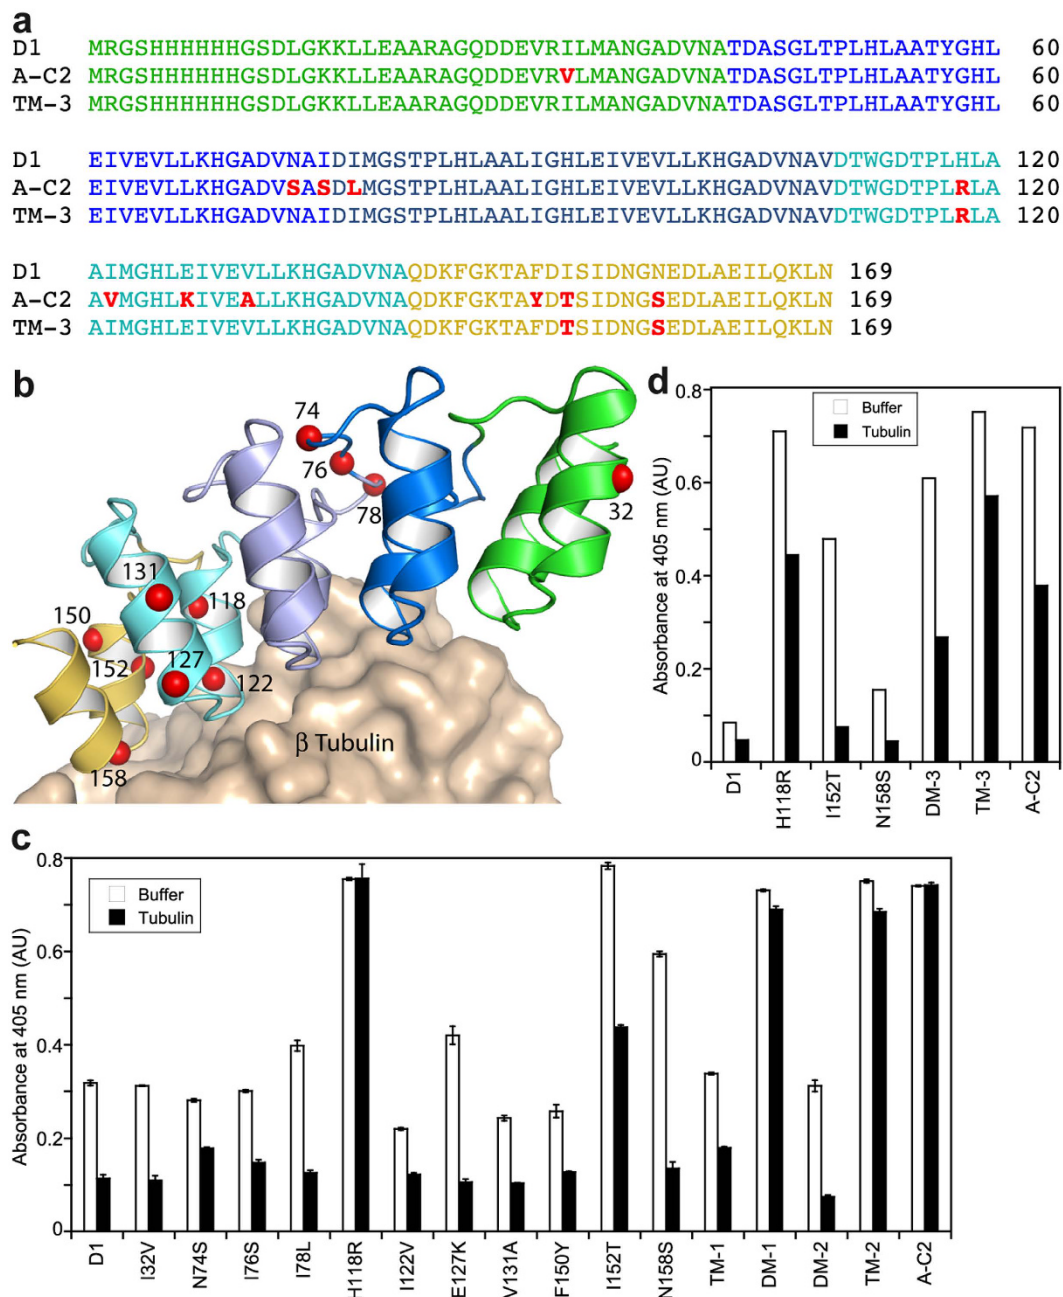 a
D1 MRGSHHHHHHGSDLGKKLLEAARAGQDDEVRILMANGADVNATDASGLTPLHLAATYGHL 60
A-C2 MRGSHHHHHHGSDLGKKLLEAARAGQDDEVRVLMANGADVNATDASGLTPLHLAATYGHL 60
TM-3 MRGSHHHHHHGSDLGKKLLEAARAGQDDEVRILMANGADVNATDASGLTPLHLAATYGHL 60
D1 EIVEVLLKHGADVNAIDIMGSTPLHLAALIGHLEIVEVLLKHGADVNAVDTWGDTPLHLA 120
A-C2 EIVEVLLKHGADVSASDLMGSTPLHLAALIGHLEIVEVLLKHGADVNAVDTWGDTPLRLA 120
TM-3 EIVEVLLKHGADVNAIDIMGSTPLHLAALIGHLEIVEVLLKHGADVNAVDTWGDTPLRLA 120
D1 AIMGHLEIVEVLLKHGADVNAQDKFGKTAFDISIDNGNEDLAEILQKLN 169
A-C2 AVMGHLKIVEALLKHGADVNAQDKFGKTAYDTSIDNGSEDLAEILQKLN 169
TM-3 AIMGHLEIVEVLLKHGADVNAQDKFGKTAFDTSIDNGSEDLAEILQKLN 169
b
74
76
78
32
131
118
150
152
127
122
158
β Tubulin
d
0.8
0.6
0.4
0.2
0
Absorbance at 405 nm (AU)
Buffer
Tubulin
D1
H118R
I152T
N158S
DM-3
TM-3
A-C2
c
0.8
0.6
0.4
0.2
0
Absorbance at 405 nm (AU)
Buffer
Tubulin
D1
I32V
N74S
I76S
I78L
H118R
I122V
E127K
V131A
F150Y
I152T
N158S
TM-1
DM-1
DM-2
TM-2
A-C2